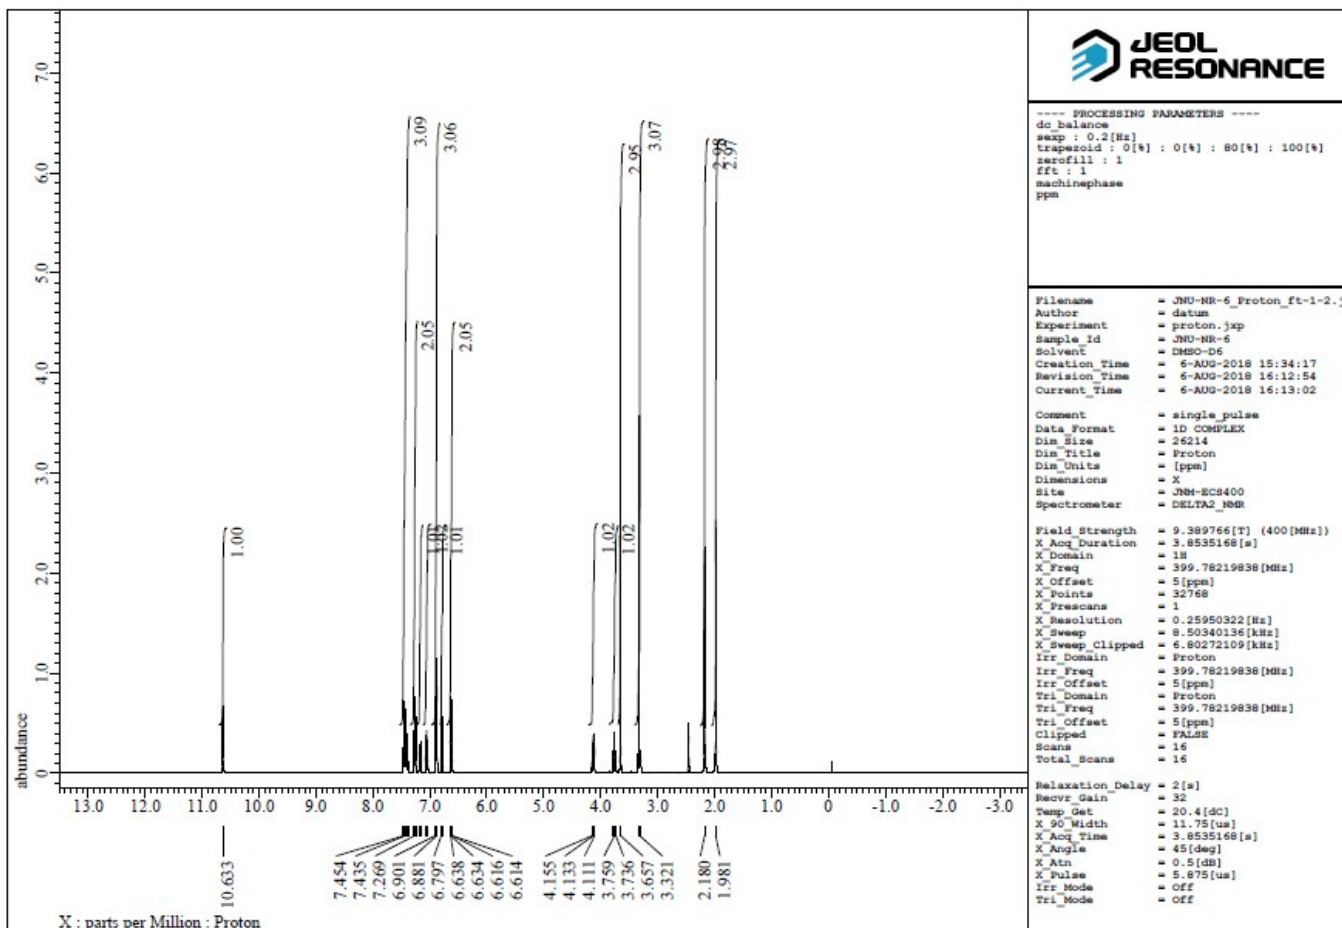 JEOL
RESONANCE
---- PROCESSING PARAMETERS ----
dc_balance
sexp : 0.2[Hz]
trapezoid : 0[%] : 0[%] : 80[%] : 100[%]
zerofill : 1
fft : 1
machinephase
ppm
Filename = JNU-NR-6_Proton_ft-1-2.j
Author = datum
Experiment = proton.jxp
Sample_Id = JNU-NR-6
Solvent = DMSO-D6
Creation_Time = 6-AUG-2018 15:34:17
Revision_Time = 6-AUG-2018 16:12:54
Current_Time = 6-AUG-2018 16:13:02
Comment = single_pulse
Data_Format = 1D COMPLEX
Dim_Size = 26214
Dim_Title = Proton
Dim_Units = [ppm]
Dimensions = X
Site = JNM-ECS400
Spectrometer = DELTA2_NMR
Field_Strength = 9.389766[T] (400[MHz])
X_Acq_Duration = 3.8535168[s]
X_Domain = 1H
X_Freq = 399.78219838[MHz]
X_Offset = 5[ppm]
X_Points = 32768
X_Prescans = 1
X_Resolution = 0.25950322[Hz]
X_Sweep = 8.50340136[kHz]
X_Sweep_Clipped = 6.80272109[kHz]
Irr_Domain = Proton
Irr_Freq = 399.78219838[MHz]
Irr_Offset = 5[ppm]
Tri_Domain = Proton
Tri_Freq = 399.78219838[MHz]
Tri_Offset = 5[ppm]
Clipped = FALSE
Scans = 16
Total_Scans = 16
Relaxation_Delay = 2[s]
Recvr_Gain = 32
Temp_Get = 20.4[dC]
X_90_Width = 11.75[us]
X_Acq_Time = 3.8535168[s]
X_Angle = 45[deg]
X_Atn = 0.5[dB]
X_Pulse = 5.875[us]
Irr_Mode = Off
Tri_Mode = Off
abundance
7.0
6.0
5.0
4.0
3.0
2.0
1.0
0
1.00
3.09
2.05
1.01
1.02
3.06
1.01
2.05
1.02
1.02
2.95
3.07
2.98
2.97
13.0 12.0 11.0 10.0 9.0 8.0 7.0 6.0 5.0 4.0 3.0 2.0 1.0 0 -1.0 -2.0 -3.0
10.633
7.454
7.435
7.269
6.901
6.881
6.797
6.638
6.634
6.616
6.614
4.155
4.133
4.111
3.759
3.736
3.657
3.321
2.180
1.981
X : parts per Million : Proton